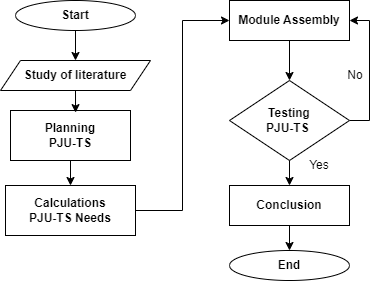 Start
Study of literature
Planning
PJU-TS
Calculations
PJU-TS Needs
Module Assembly
No
Testing
PJU-TS
Yes
Conclusion
End